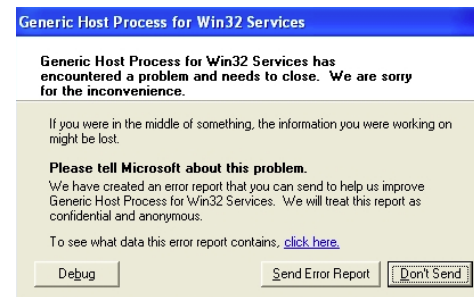 Generic Host Process for Win32 Services
Generic Host Process for Win32 Services has
encountered a problem and needs to close.  We are sorry
for the inconvenience.
If you were in the middle of something, the information you were working on
might be lost.
Please tell Microsoft about this problem.
We have created an error report that you can send to help us improve
Generic Host Process for Win32 Services.  We will treat this report as
confidential and anonymous.
To see what data this error report contains, click here.
Debug
Send Error Report
Don't Send